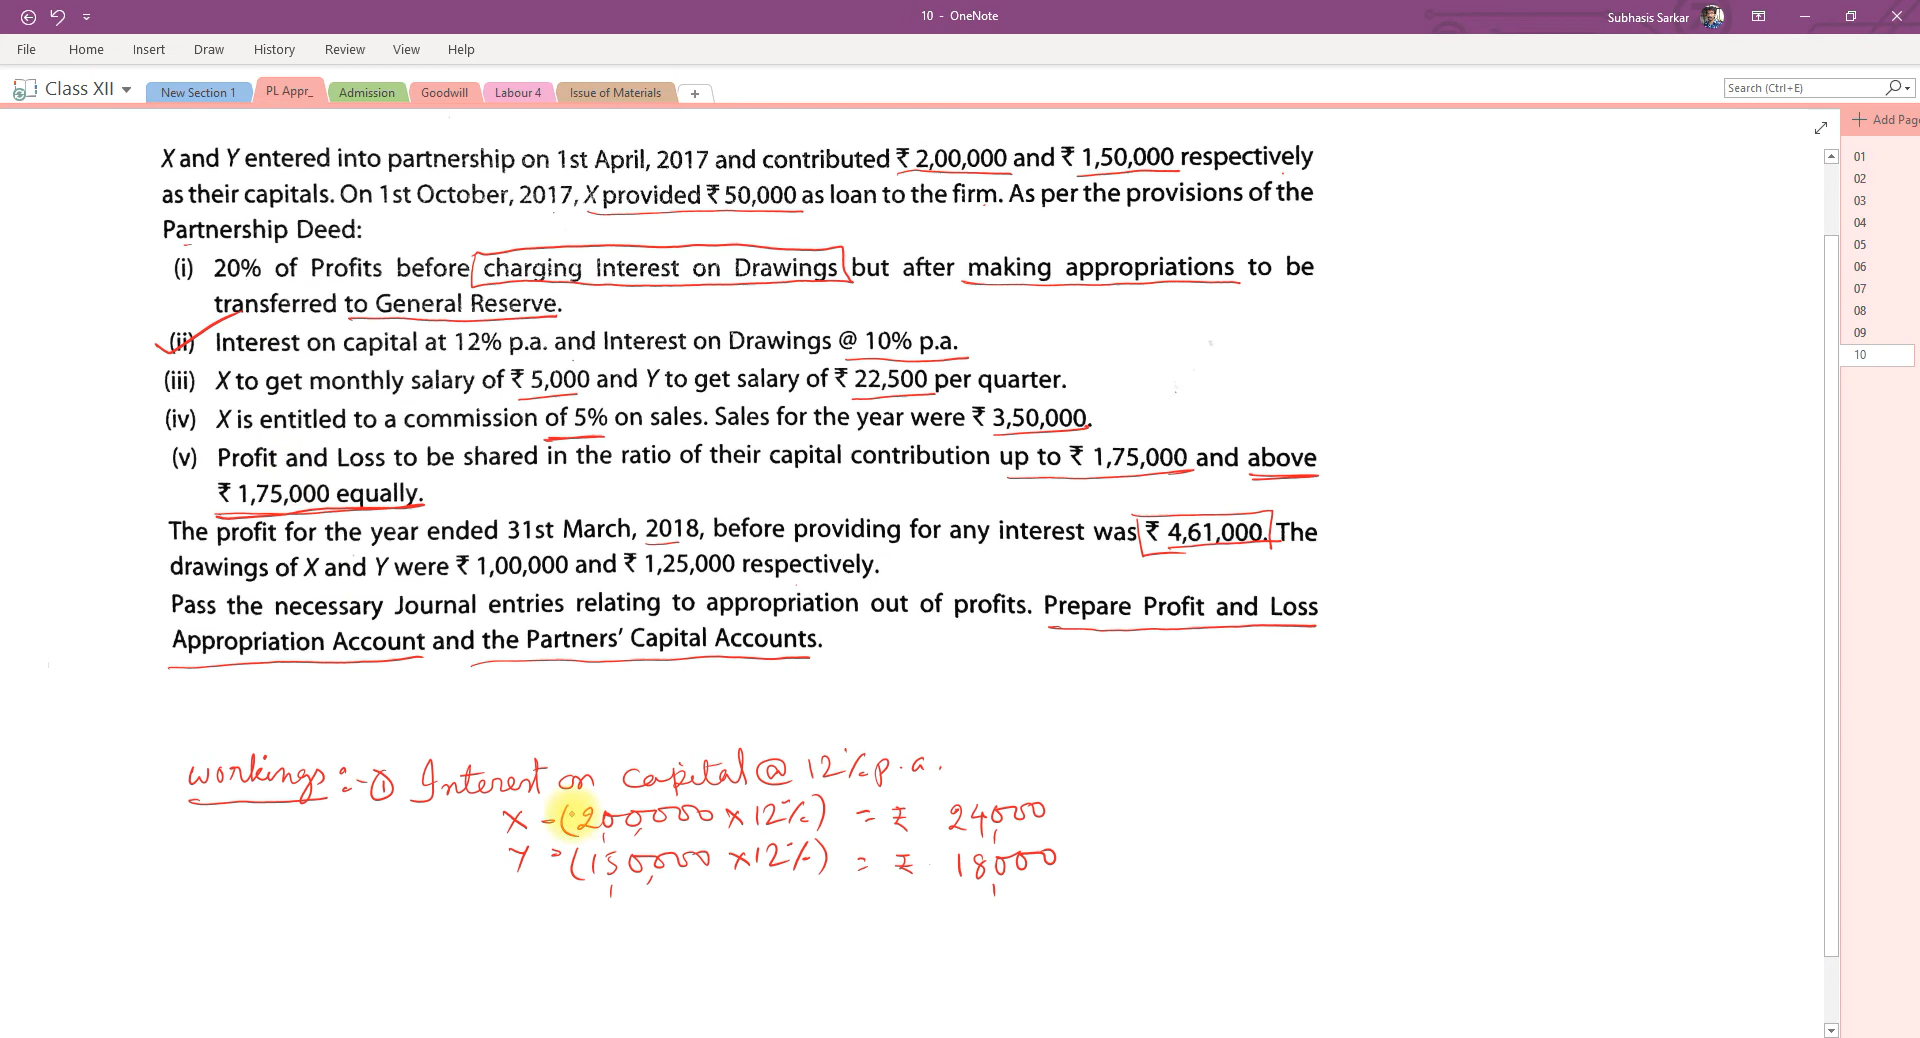 10 - OneNote
Subhasis Sarkar
File Home Insert Draw History Review View Help
Class XII
New Section 1 PL Appr_ Admission Goodwill Labour 4 Issue of Materials +
Search (Ctrl+E)
Add Page
01
02
03
04
05
06
07
08
09
10
X and Y entered into partnership on 1st April, 2017 and contributed ₹ 2,00,000 and ₹ 1,50,000 respectively
as their capitals. On 1st October, 2017, X provided ₹ 50,000 as loan to the firm. As per the provisions of the
Partnership Deed:
(i) 20% of Profits before charging Interest on Drawings but after making appropriations to be
transferred to General Reserve.
(ii) Interest on capital at 12% p.a. and Interest on Drawings @ 10% p.a.
(iii) X to get monthly salary of ₹ 5,000 and Y to get salary of ₹ 22,500 per quarter.
(iv) X is entitled to a commission of 5% on sales. Sales for the year were ₹ 3,50,000.
(v) Profit and Loss to be shared in the ratio of their capital contribution up to ₹ 1,75,000 and above
₹ 1,75,000 equally.
The profit for the year ended 31st March, 2018, before providing for any interest was ₹ 4,61,000. The
drawings of X and Y were ₹ 1,00,000 and ₹ 1,25,000 respectively.
Pass the necessary Journal entries relating to appropriation out of profits. Prepare Profit and Loss
Appropriation Account and the Partners' Capital Accounts.
workings :- ① Interest on capital @ 12% p.a.
X - (2,00,000 x 12%) = ₹ 24,000
Y = (1,50,000 x 12%) = ₹ 18,000